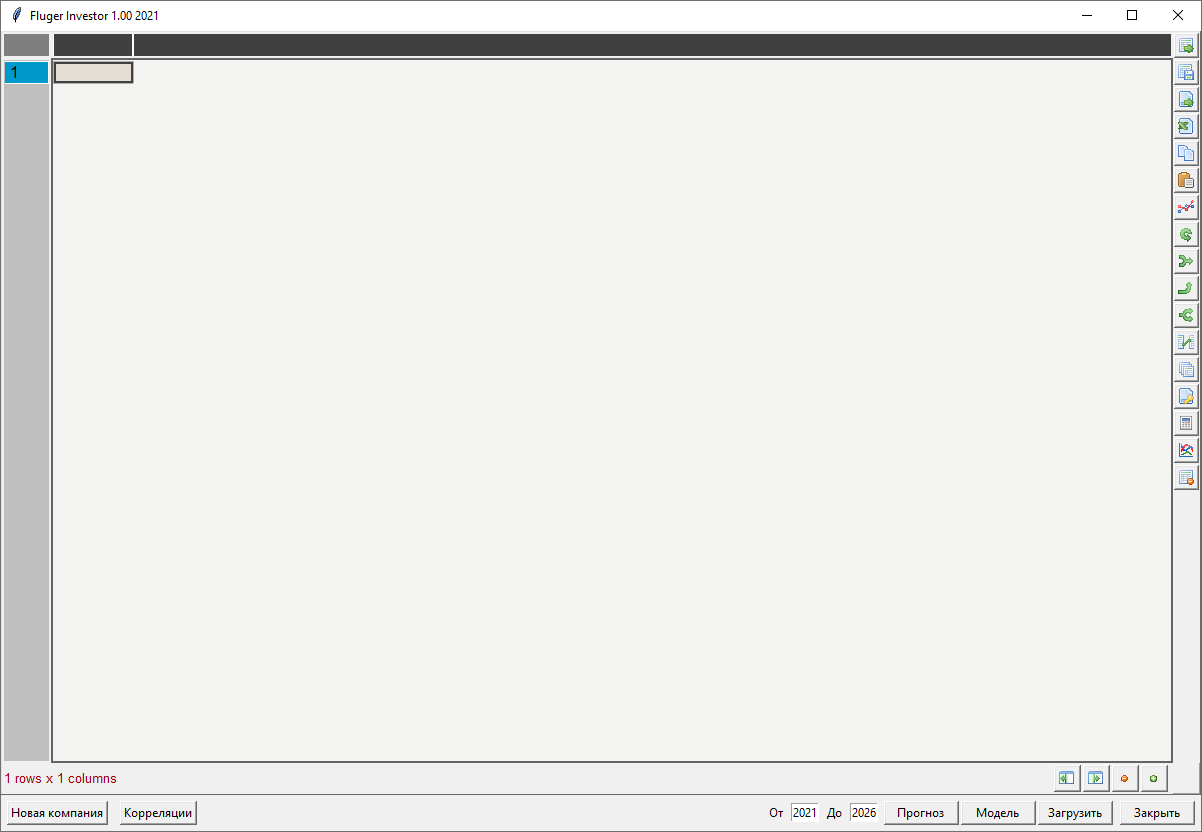 Fluger Investor 1.00 2021
1
1 rows x 1 columns
Новая компания Корреляции От 2021 До 2026 Прогноз Модель Загрузить Закрыть